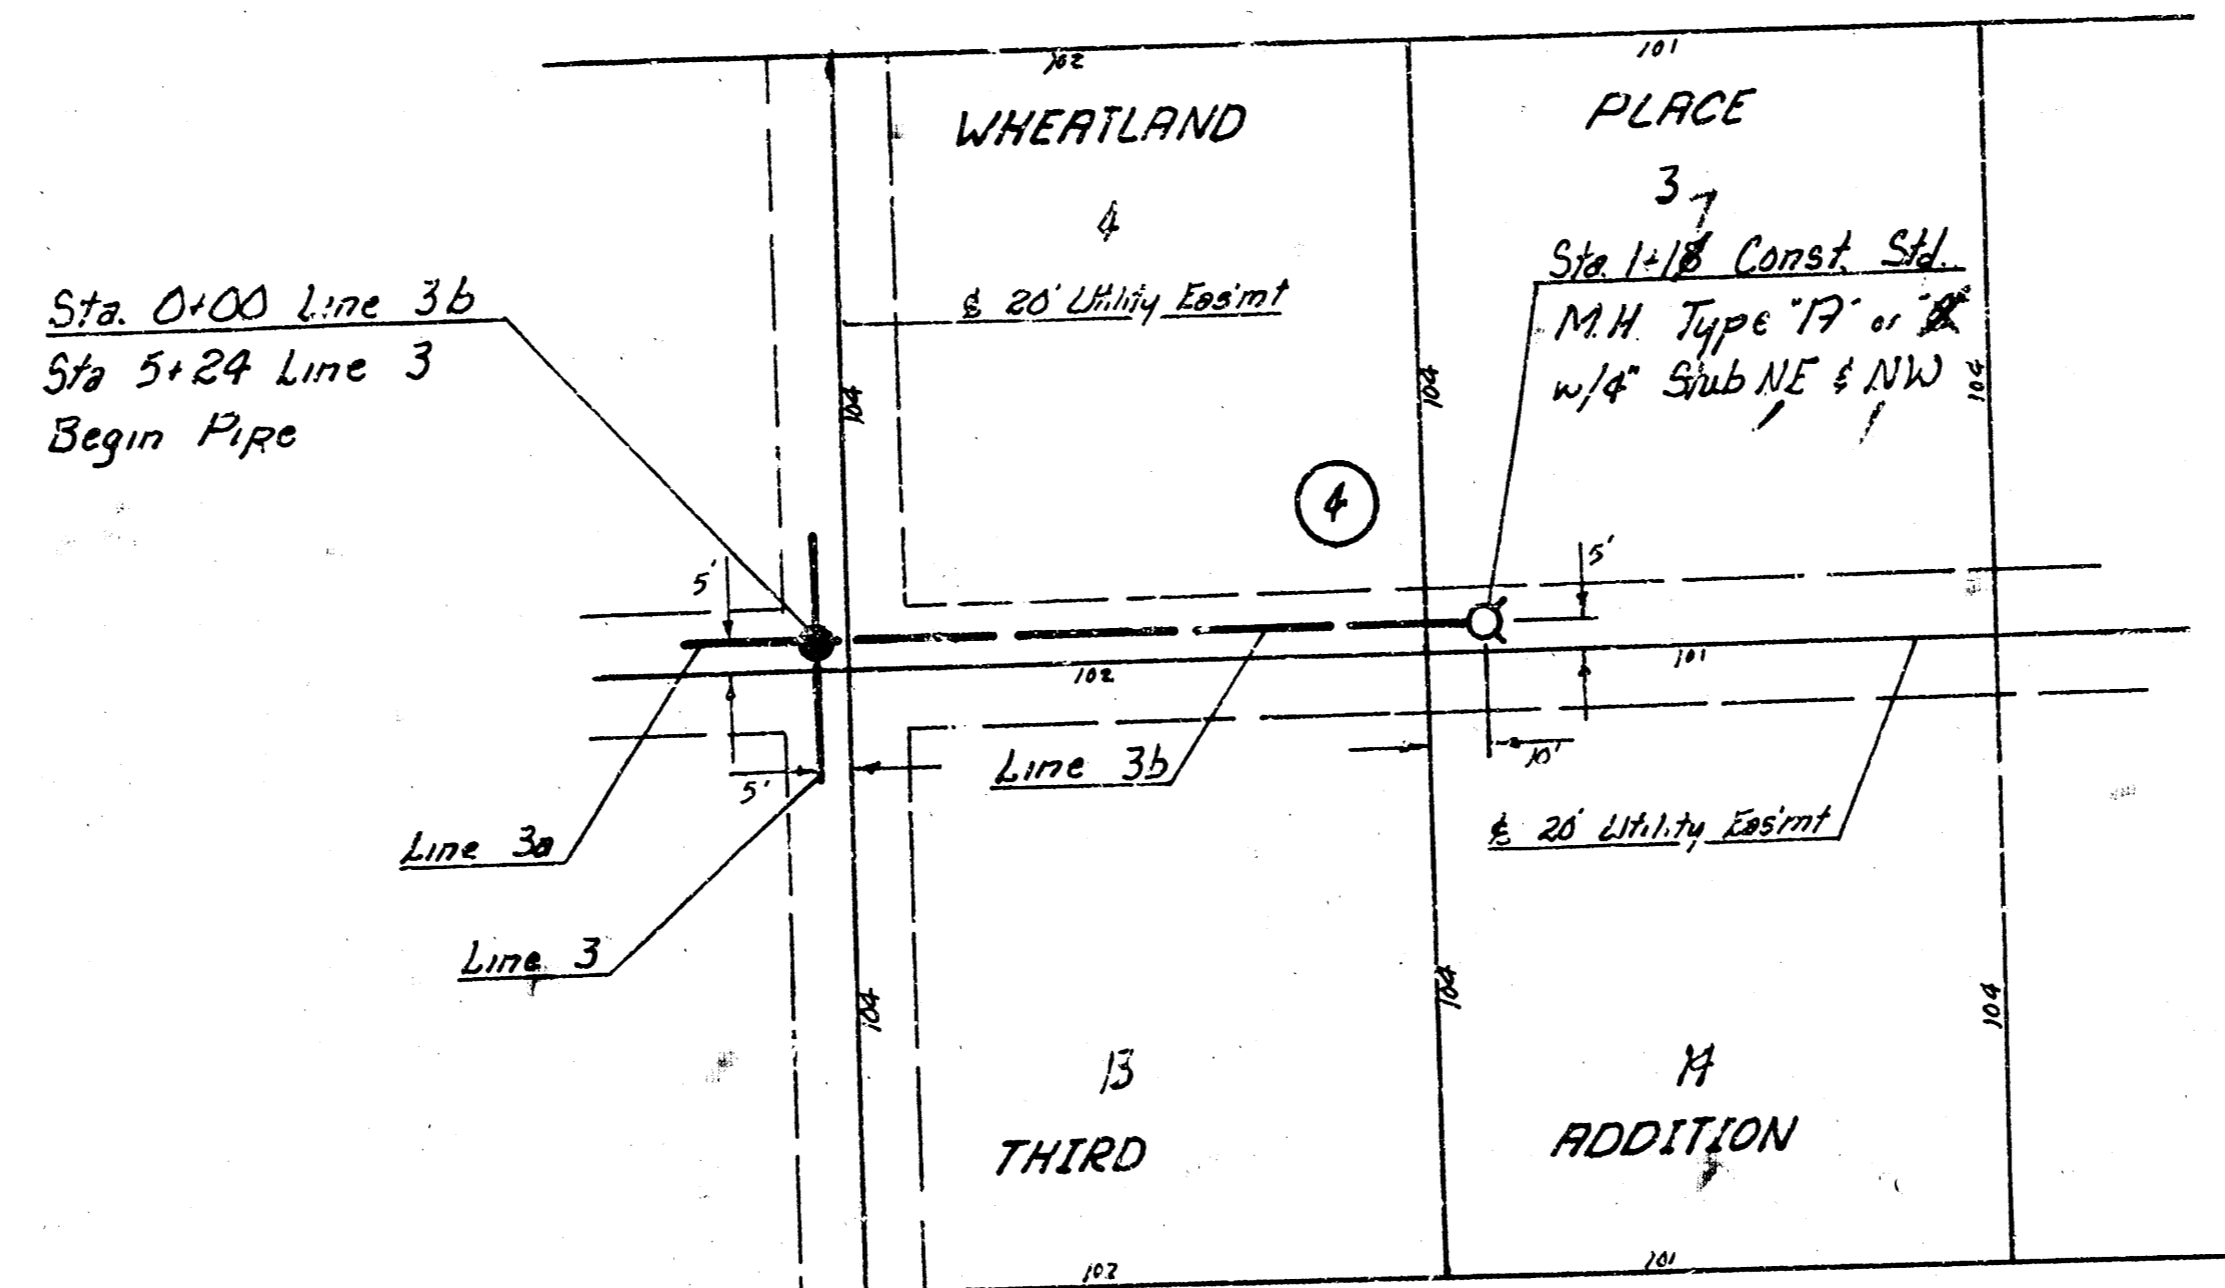 102
101
WHEATLAND
PLACE
4
3
7
Sta. 0+00 Line 3b
Sta 5+24 Line 3
Begin Pipe
℄ 20' Utility Eas'mt
Sta. 1+18 Const. Std.
M.H. Type "A" or
w/4" Stub NE & NW
104
104
104
4
5'
5'
102
101
5'
10'
Line 3b
Line 3a
℄ 20' Utility Eas'mt
Line 3
104
104
104
13
14
THIRD
ADDITION
102
101